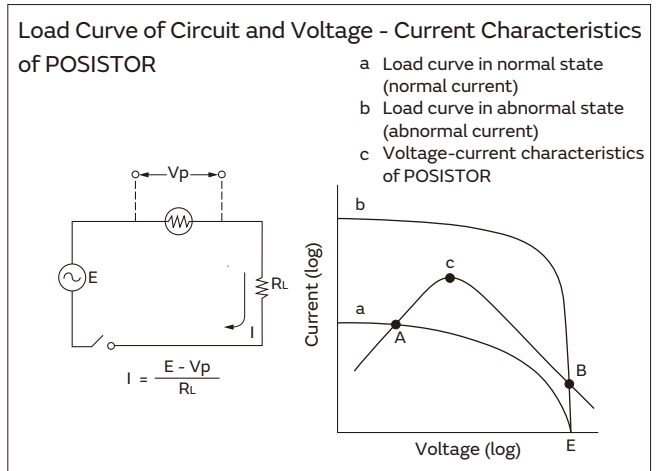 Load Curve of Circuit and Voltage - Current Characteristics
of POSISTOR
a Load curve in normal state
(normal current)
b Load curve in abnormal state
(abnormal current)
c Voltage-current characteristics
of POSISTOR
Vp
E
RL
I
I = E - Vp
RL
Current (log)
b
c
a
A
B
Voltage (log)
E